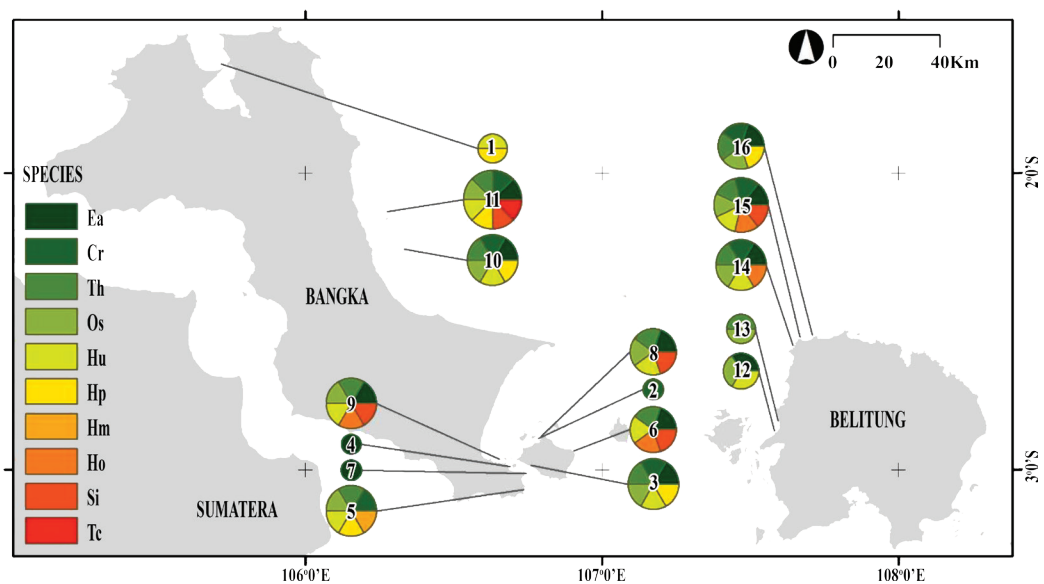 0 20 40Km
SPECIES
Ea
Cr
Th
Os
Hu
Hp
Hm
Ho
Si
Tc
1
11
10
16
15
14
13
12
8
2
6
3
9
4
7
5
BANGKA
BELITUNG
SUMATERA
2°0'S
3°0'S
106°0'E 107°0'E 108°0'E